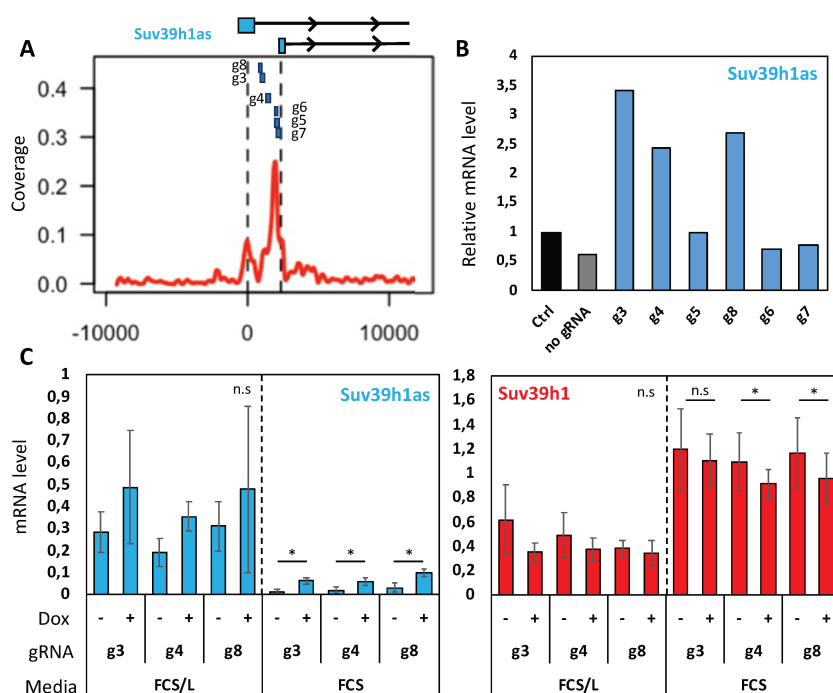 A
Suv39h1as
g8
g3
g4
g6
g5
g7
Coverage
0.4
0.3
0.2
0.1
0.0
-10000
0
10000
B
Suv39h1as
Relative mRNA level
4
3,5
3
2,5
2
1,5
1
0,5
0
Ctrl
no gRNA
g3
g4
g5
g8
g6
g7
C
mRNA level
1
0,9
0,8
0,7
0,6
0,5
0,4
0,3
0,2
0,1
0
n.s
Suv39h1as
* * *
Dox - + - + - + - + - + - +
gRNA g3 g4 g8 g3 g4 g8
Media FCS/L FCS
1,8
1,6
1,4
1,2
1
0,8
0,6
0,4
0,2
0
Suv39h1
n.s n.s * *
- + - + - + - + - + - +
g3 g4 g8 g3 g4 g8
FCS/L FCS